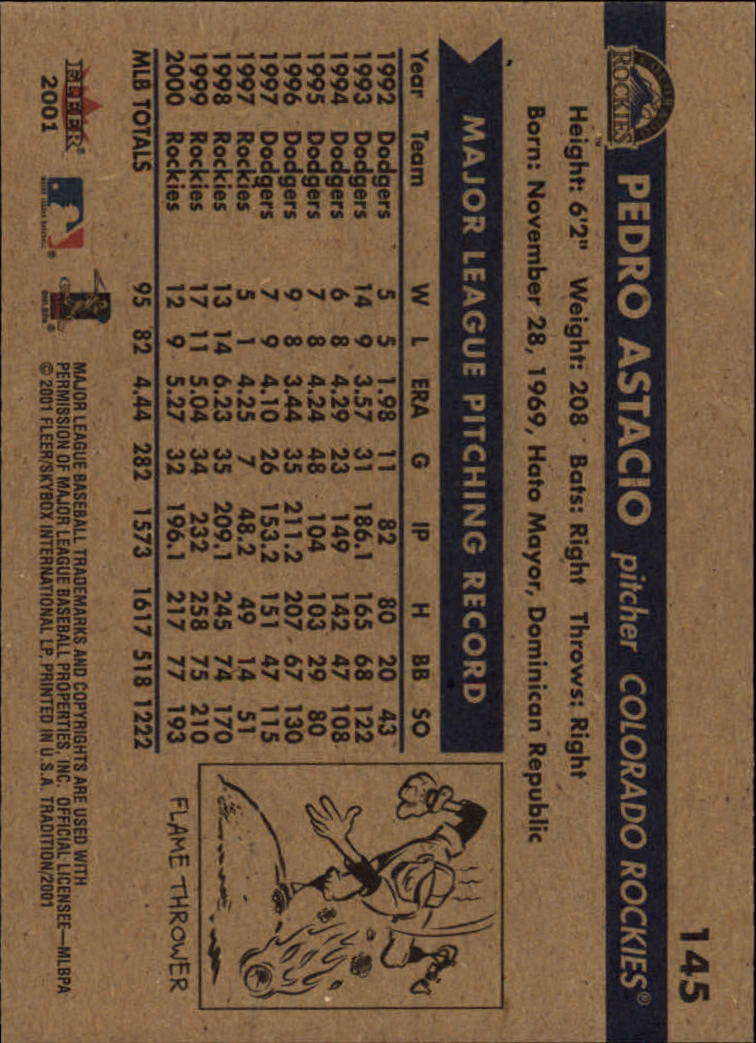 145
COLORADO
ROCKIES™
PEDRO ASTACIO pitcher COLORADO ROCKIES®
Height: 6'2" Weight: 208 Bats: Right Throws: Right
Born: November 28, 1969, Hato Mayor, Dominican Republic
MAJOR LEAGUE PITCHING RECORD
Year Team W L ERA G IP H BB SO
1992 Dodgers 5 5 1.98 11 82 80 20 43
1993 Dodgers 14 9 3.57 31 186.1 165 68 122
1994 Dodgers 6 8 4.29 23 149 142 47 108
1995 Dodgers 7 8 4.24 48 104 103 29 80
1996 Dodgers 9 8 3.44 35 211.2 207 67 130
1997 Dodgers 7 9 4.10 26 153.2 151 47 115
1997 Rockies 5 1 4.25 7 48.2 49 14 51
1998 Rockies 13 14 6.23 35 209.1 245 74 170
1999 Rockies 17 11 5.04 34 232 258 75 210
2000 Rockies 12 9 5.27 32 196.1 217 77 193
MLB TOTALS 95 82 4.44 282 1573 1617 518 1222
FLAME THROWER
FLEER®
2001
MAJOR LEAGUE BASEBALL TRADEMARKS AND COPYRIGHTS ARE USED WITH
PERMISSION OF MAJOR LEAGUE BASEBALL PROPERTIES, INC. OFFICIAL LICENSEE—MLBPA
© 2001 FLEER/SKYBOX INTERNATIONAL LP. PRINTED IN U.S.A. TRADITION/2001